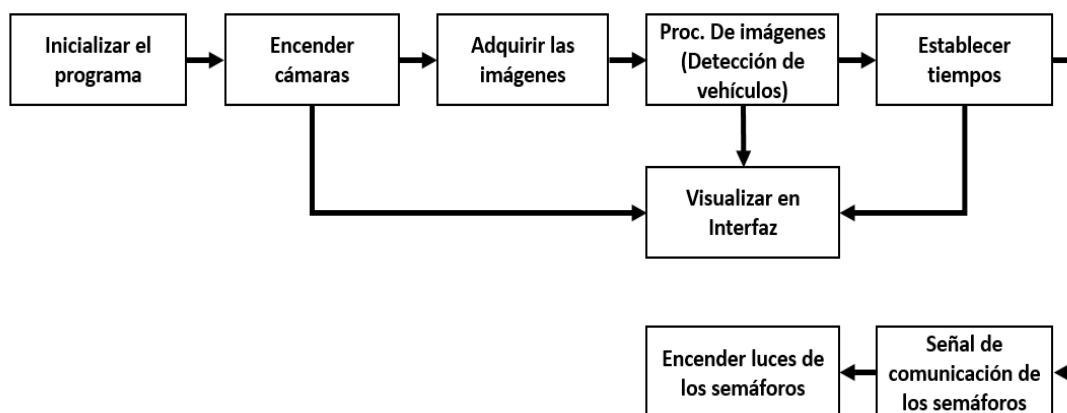 Inicializar el
programa
Encender
cámaras
Adquirir las
imágenes
Proc. De imágenes
(Detección de
vehículos)
Establecer
tiempos
Visualizar en
Interfaz
Encender luces de
los semáforos
Señal de
comunicación de
los semáforos